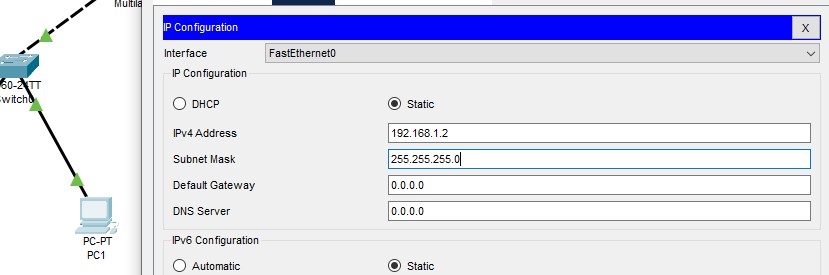 Multila
60-24TT
Switch0
PC-PT
PC1
IP Configuration
X
Interface
FastEthernet0
IP Configuration
DHCP
Static
IPv4 Address
192.168.1.2
Subnet Mask
255.255.255.0
Default Gateway
0.0.0.0
DNS Server
0.0.0.0
IPv6 Configuration
Automatic
Static